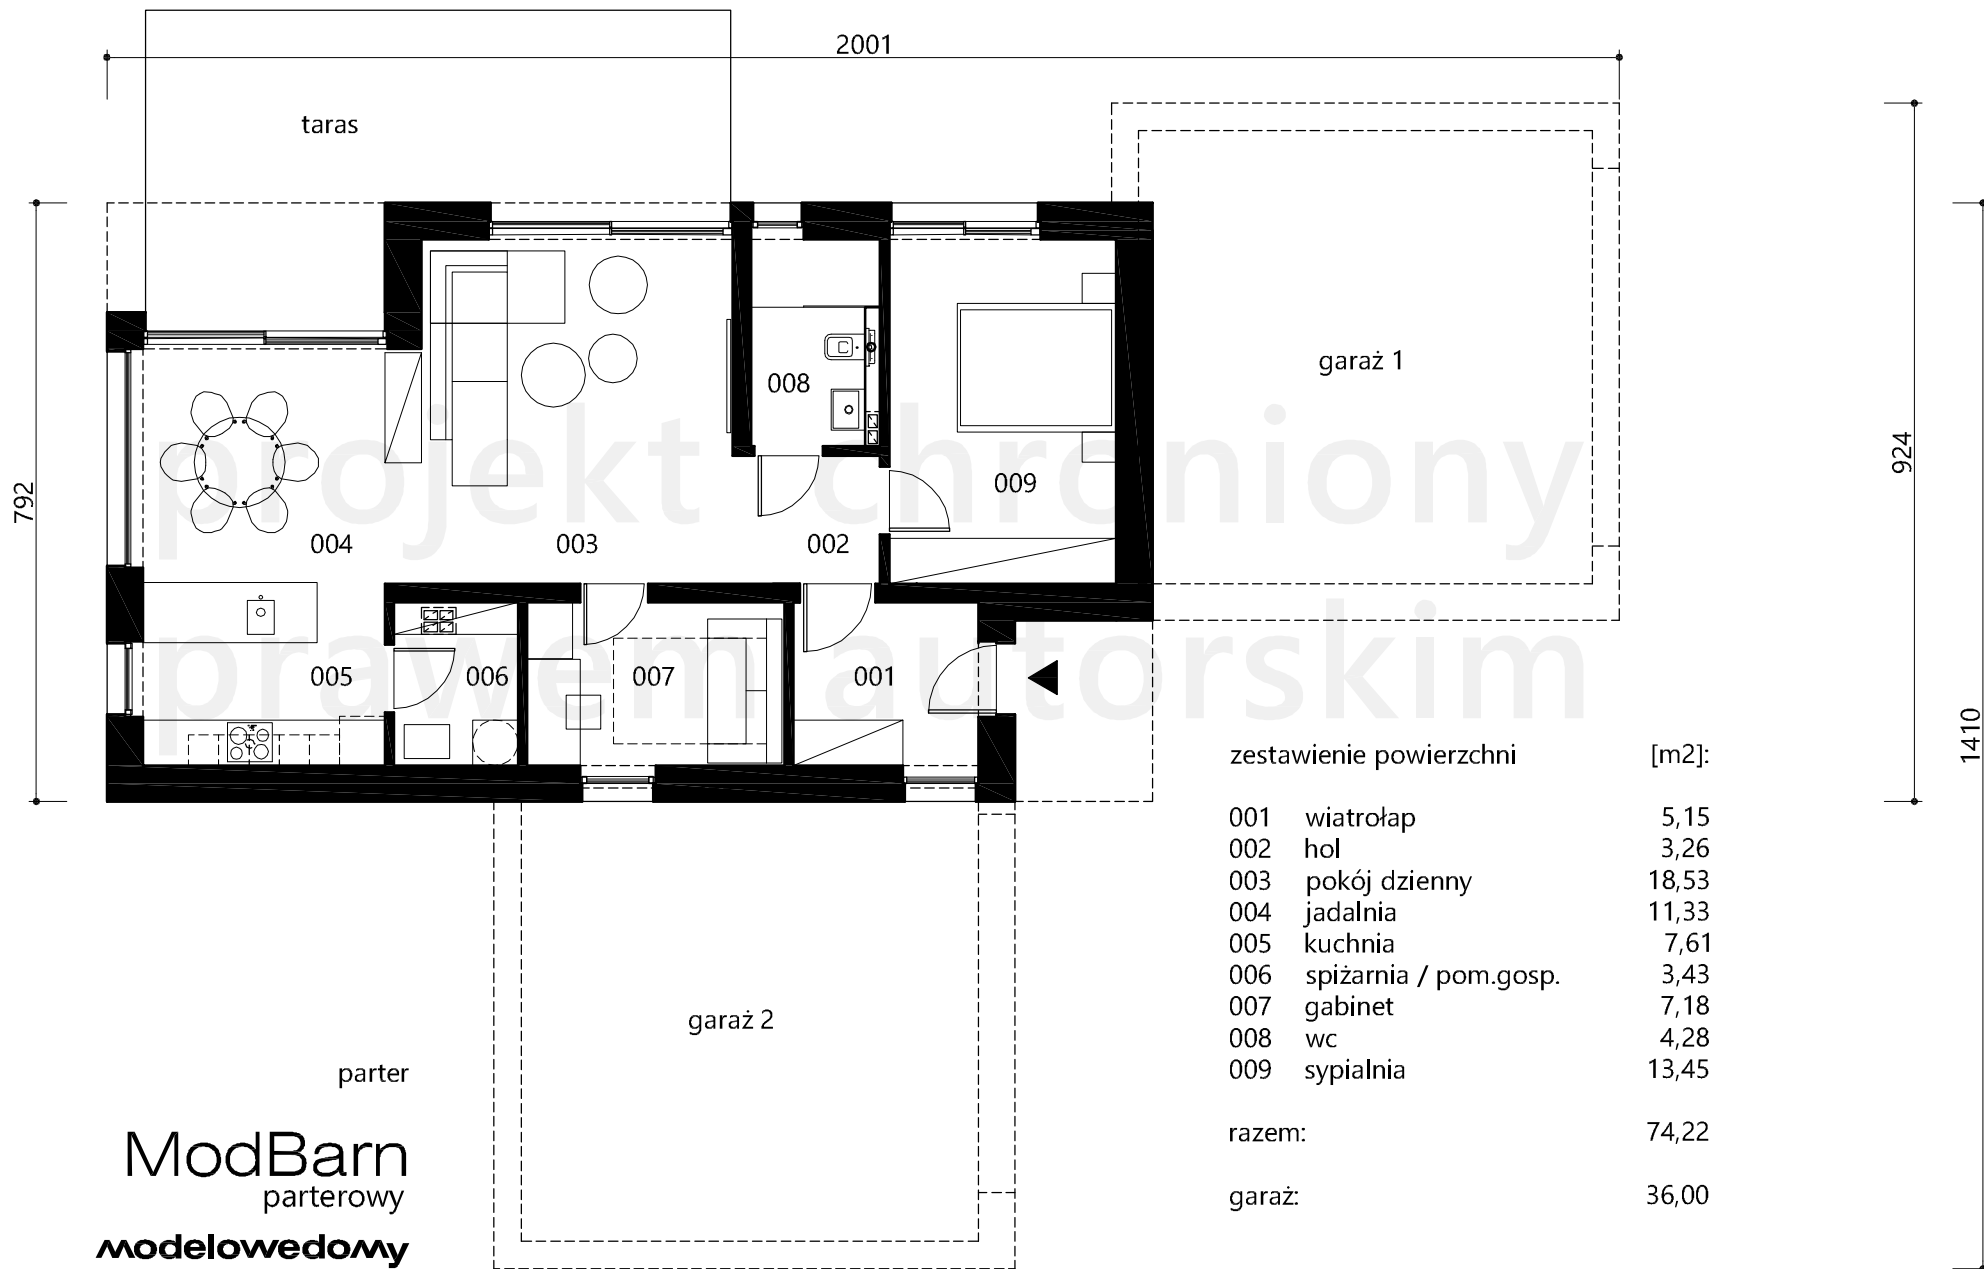 2001
taras
garaż 1
792
924
1410
008
009
004
003
002
005
006
007
001
projekt chroniony
prawem autorskim
garaż 2
zestawienie powierzchni [m2]:
001 wiatrołap 5,15
002 hol 3,26
003 pokój dzienny 18,53
004 jadalnia 11,33
005 kuchnia 7,61
006 spiżarnia / pom.gosp. 3,43
007 gabinet 7,18
008 wc 4,28
009 sypialnia 13,45
razem: 74,22
garaż: 36,00
parter
ModBarn
parterowy
modelowedomy